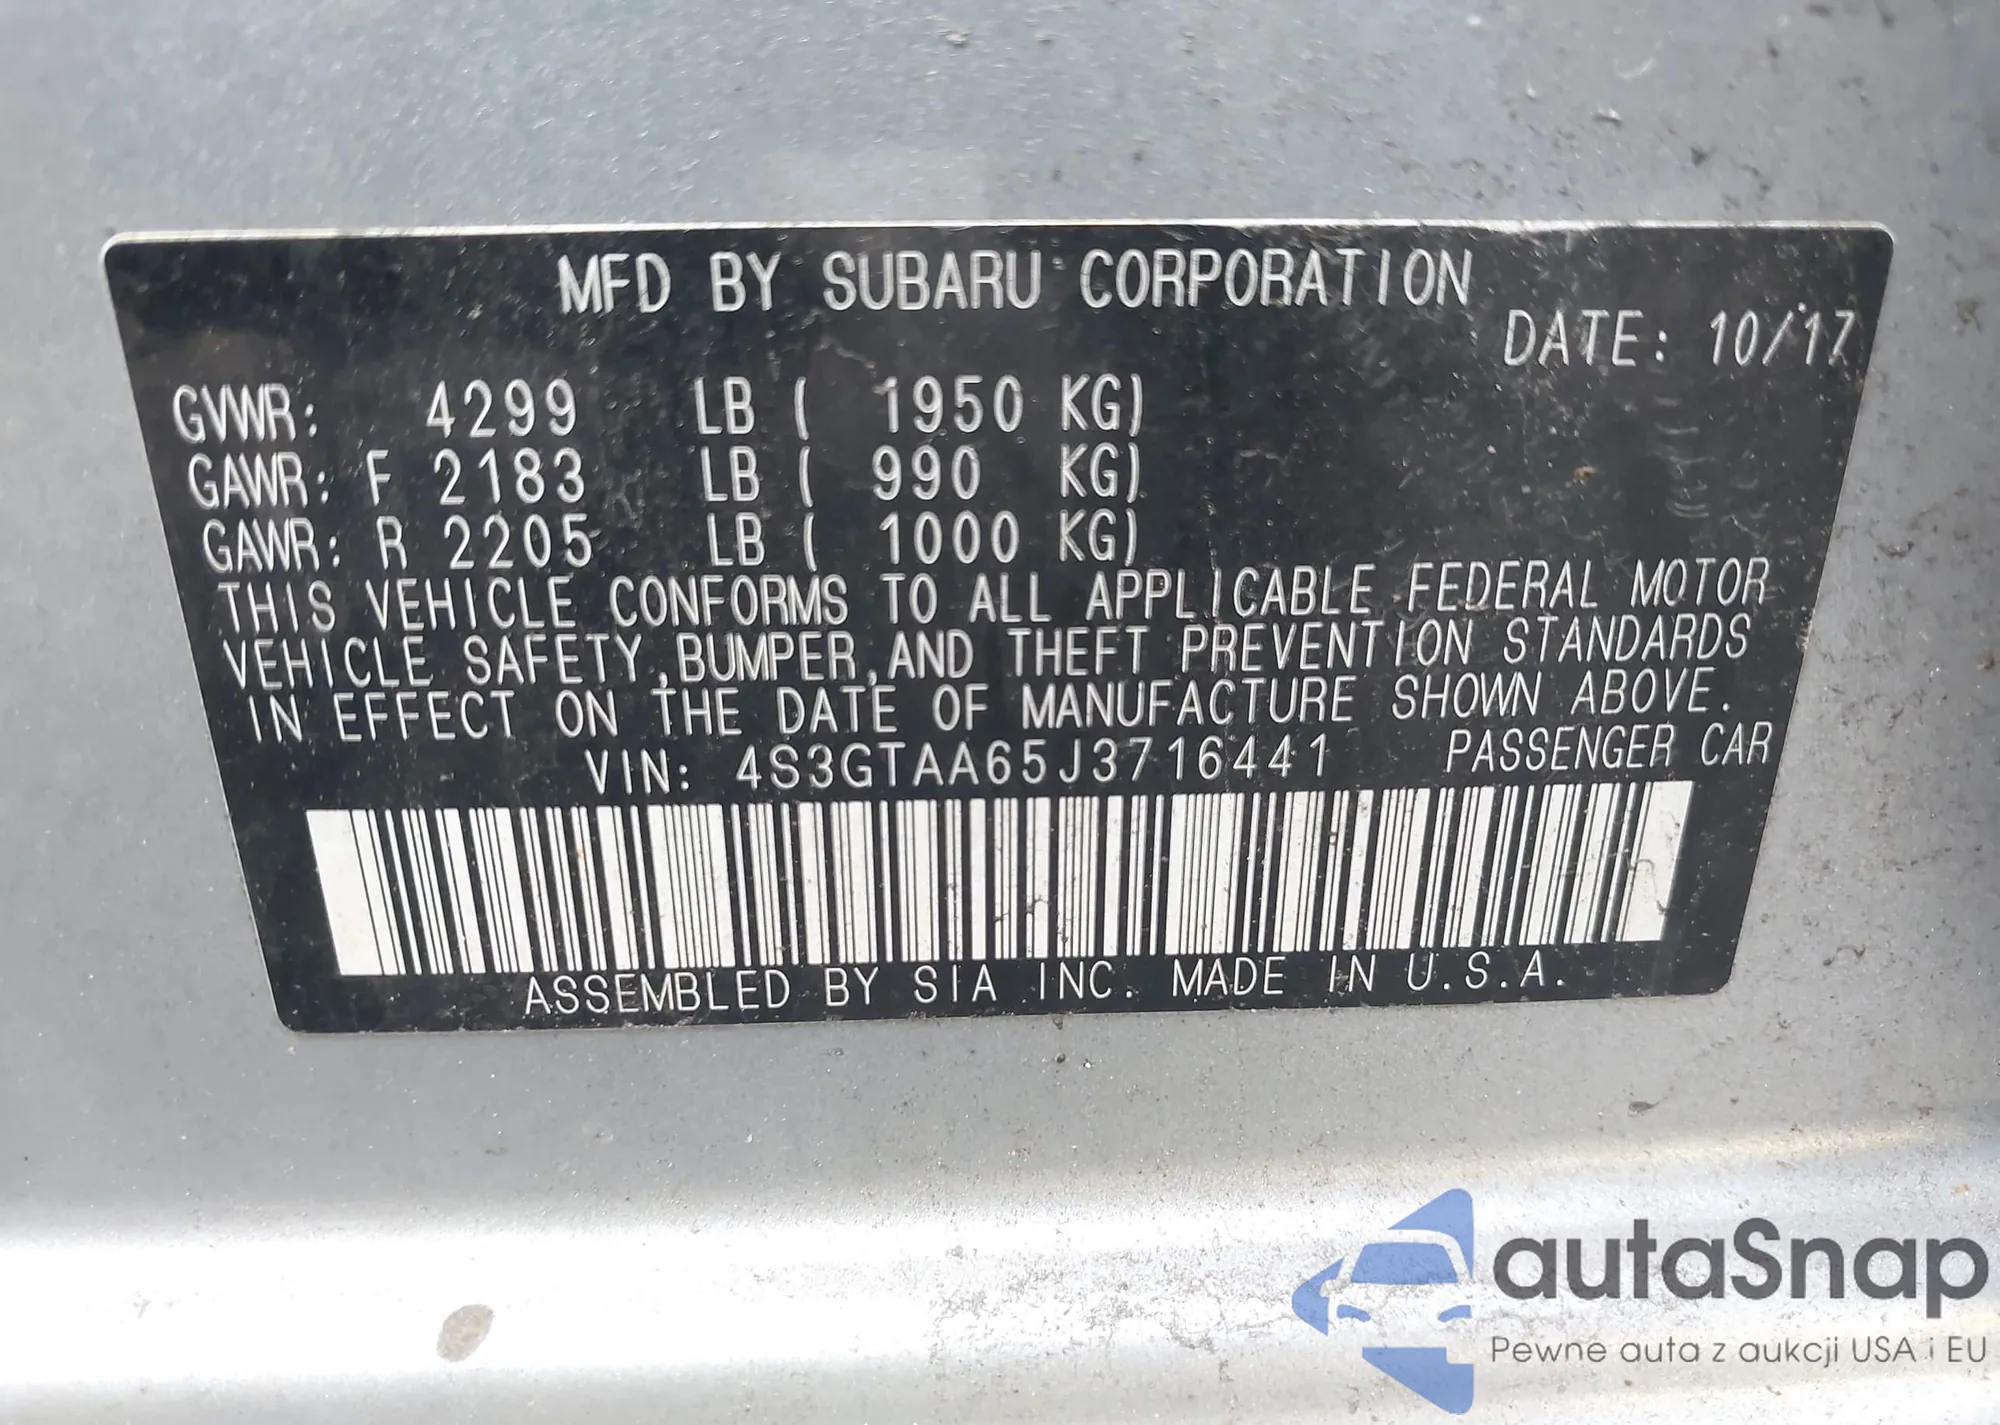 MFD BY SUBARU CORPORATION
DATE: 10/17
GVWR: 4299 LB ( 1950 KG)
GAWR: F 2183 LB ( 990 KG)
GAWR: R 2205 LB ( 1000 KG)
THIS VEHICLE CONFORMS TO ALL APPLICABLE FEDERAL MOTOR
VEHICLE SAFETY,BUMPER,AND THEFT PREVENTION STANDARDS
IN EFFECT ON THE DATE OF MANUFACTURE SHOWN ABOVE.
VIN: 4S3GTAA65J3716441 PASSENGER CAR
ASSEMBLED BY SIA INC. MADE IN U.S.A.
autaSnap
Pewne auta z aukcji USA i EU